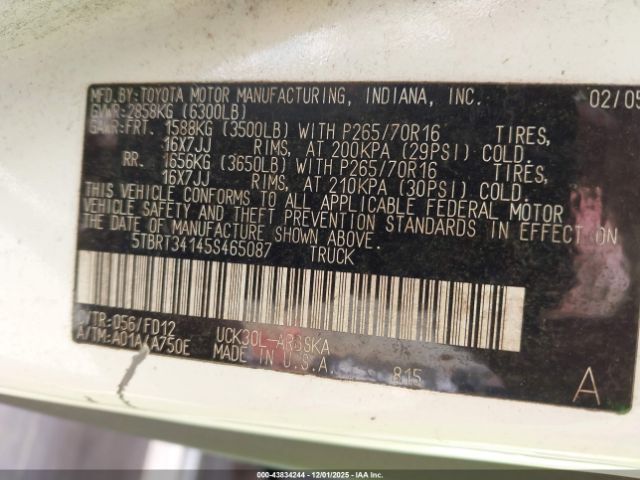 MFD. BY: TOYOTA MOTOR MANUFACTURING, INDIANA, INC. 02/05
GVWR: 2858KG (6300LB)
GAWR: FRT. 1588KG (3500LB) WITH P265/70R16 TIRES,
16X7JJ RIMS, AT 200KPA (29PSI) COLD.
RR. 1656KG (3650LB) WITH P265/70R16 TIRES,
16X7JJ RIMS, AT 210KPA (30PSI) COLD.
THIS VEHICLE CONFORMS TO ALL APPLICABLE FEDERAL MOTOR
VEHICLE SAFETY AND THEFT PREVENTION STANDARDS IN EFFECT ON
THE DATE OF MANUFACTURE SHOWN ABOVE.
5TBRT34145S465087 TRUCK
C/TR: 056/FD12 UCK30L-
A/TM: A01A/A750E MADE IN U.S.A. 815
A
000-43834244 - 12/01/2025 - IAA, Inc.